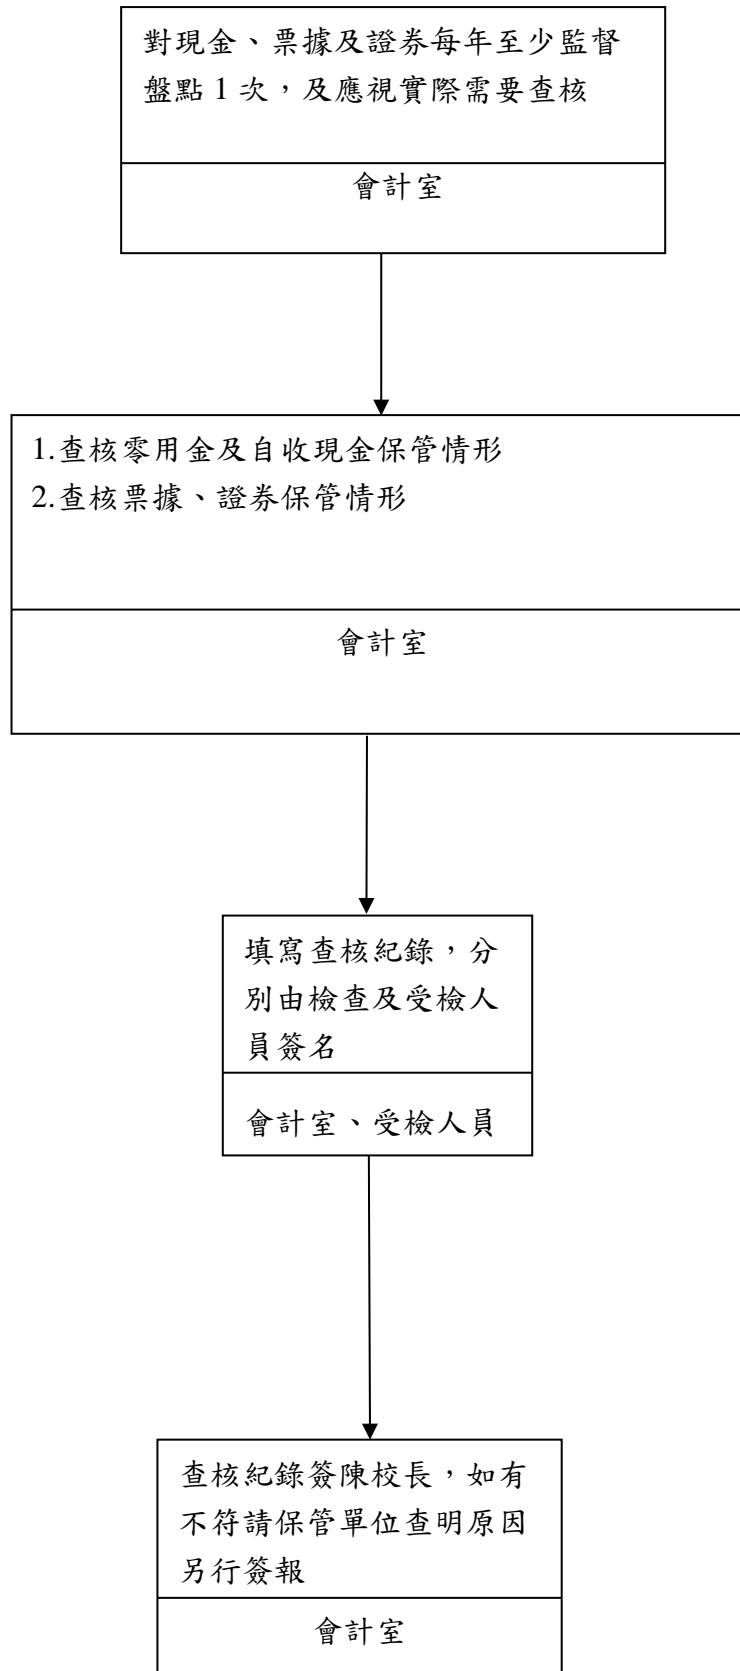 對現金、票據及證券每年至少監督
盤點 1 次，及應視實際需要查核
會計室
1.查核零用金及自收現金保管情形
2.查核票據、證券保管情形
會計室
填寫查核紀錄，分
別由檢查及受檢人
員簽名
會計室、受檢人員
查核紀錄簽陳校長，如有
不符請保管單位查明原因
另行簽報
會計室